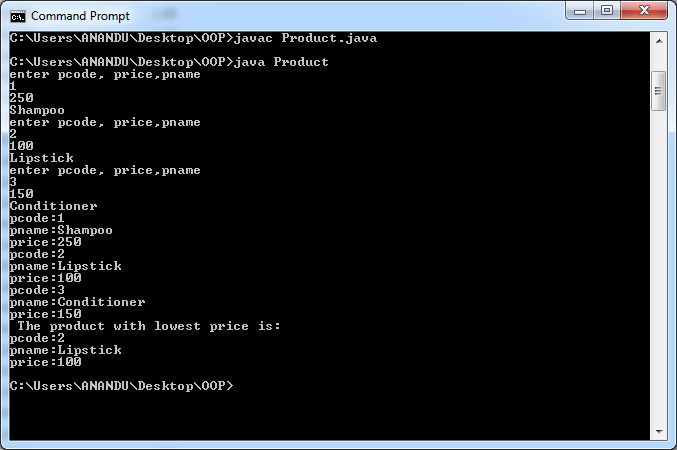 Command Prompt
C:\Users\ANANDU\Desktop\OOP>javac Product.java
C:\Users\ANANDU\Desktop\OOP>java Product
enter pcode, price,pname
1
250
Shampoo
enter pcode, price,pname
2
100
Lipstick
enter pcode, price,pname
3
150
Conditioner
pcode:1
pname:Shampoo
price:250
pcode:2
pname:Lipstick
price:100
pcode:3
pname:Conditioner
price:150
 The product with lowest price is:
pcode:2
pname:Lipstick
price:100
C:\Users\ANANDU\Desktop\OOP>